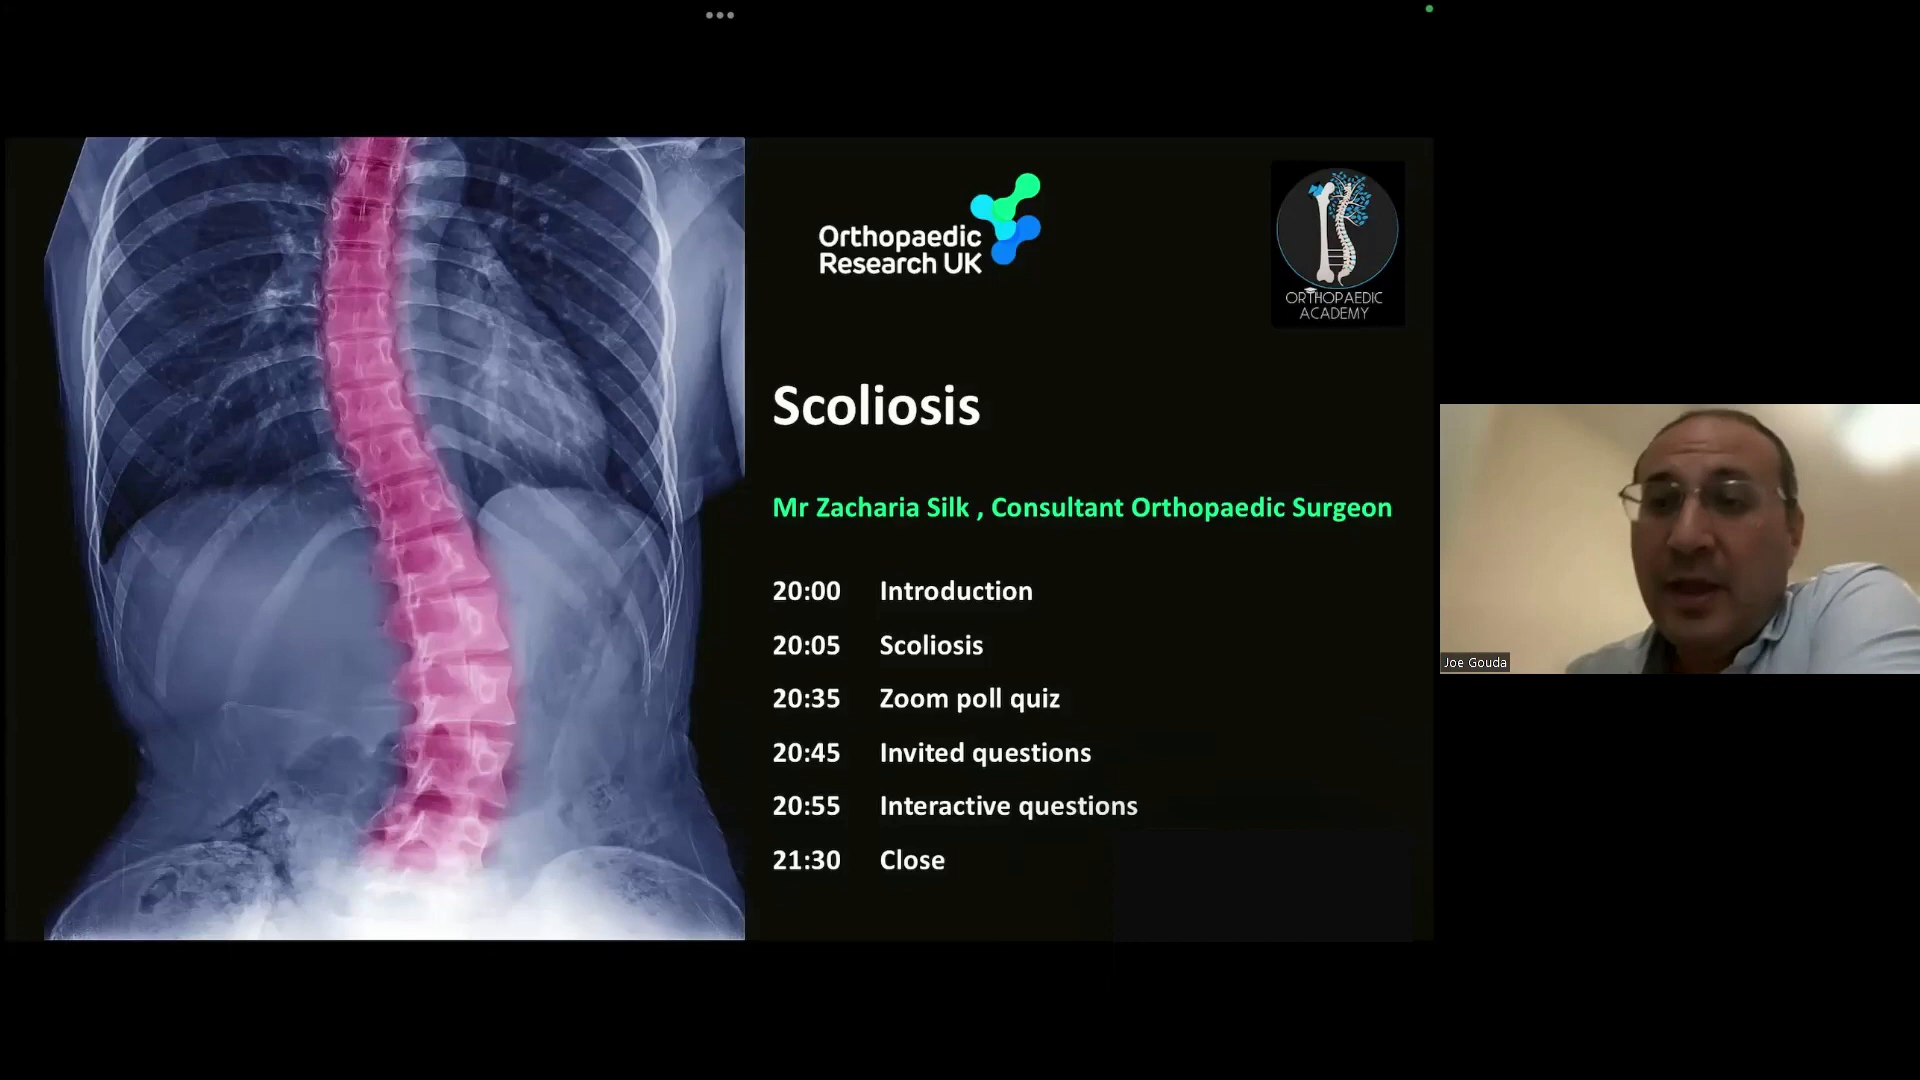 Orthopaedic
Research UK
ORTHOPAEDIC
ACADEMY
Scoliosis
Mr Zacharia Silk , Consultant Orthopaedic Surgeon
20:00 Introduction
20:05 Scoliosis
20:35 Zoom poll quiz
20:45 Invited questions
20:55 Interactive questions
21:30 Close
Joe Gouda